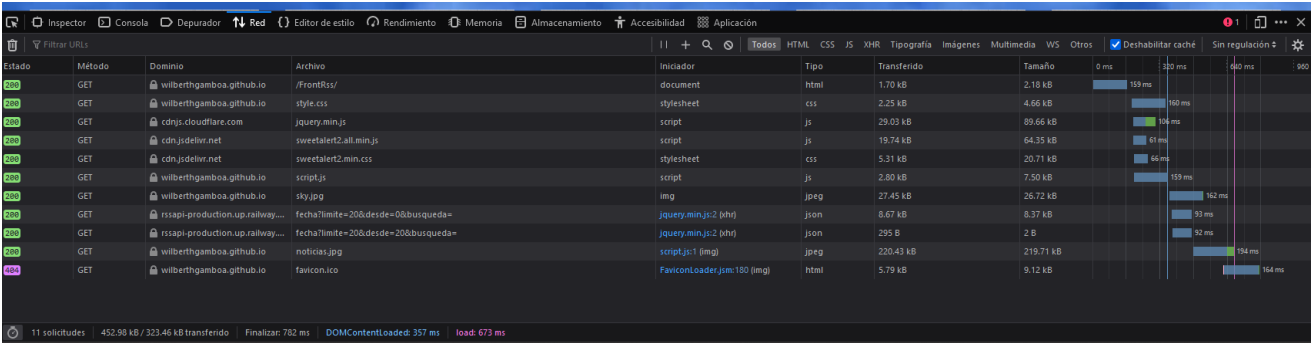 Inspector Consola Depurador Red Editor de estilo Rendimiento Memoria Almacenamiento Accesibilidad Aplicación 1
Filtrar URLs Todos HTML CSS JS XHR Tipografía Imágenes Multimedia WS Otros Deshabilitar caché Sin regulación
Estado Método Dominio Archivo Iniciador Tipo Transferido Tamaño 0 ms 320 ms 640 ms 960
200 GET wilberthgamboa.github.io /FrontRss/ document html 1.70 kB 2.18 kB 159 ms
200 GET wilberthgamboa.github.io style.css stylesheet css 2.25 kB 4.66 kB 160 ms
200 GET cdnjs.cloudflare.com jquery.min.js script js 29.03 kB 89.66 kB 106 ms
200 GET cdn.jsdelivr.net sweetalert2.all.min.js script js 19.74 kB 64.35 kB 61 ms
200 GET cdn.jsdelivr.net sweetalert2.min.css stylesheet css 5.31 kB 20.71 kB 66 ms
200 GET wilberthgamboa.github.io script.js script js 2.80 kB 7.50 kB 159 ms
200 GET wilberthgamboa.github.io sky.jpg img jpeg 27.45 kB 26.72 kB 162 ms
200 GET rssapi-production.up.railway.... fecha?limite=20&desde=0&busqueda= jquery.min.js:2 (xhr) json 8.67 kB 8.37 kB 93 ms
200 GET rssapi-production.up.railway.... fecha?limite=20&desde=20&busqueda= jquery.min.js:2 (xhr) json 295 B 2 B 92 ms
200 GET wilberthgamboa.github.io noticias.jpg script.js:1 (img) jpeg 220.43 kB 219.71 kB 194 ms
404 GET wilberthgamboa.github.io favicon.ico FaviconLoader.jsm:180 (img) html 5.79 kB 9.12 kB 164 ms
11 solicitudes 452.98 kB / 323.46 kB transferido Finalizar: 782 ms DOMContentLoaded: 357 ms load: 673 ms